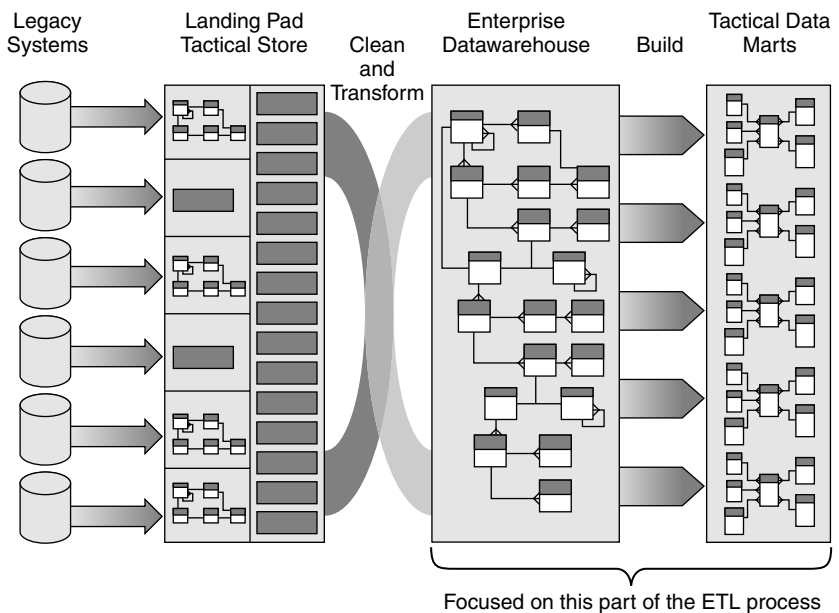 Legacy
Systems
Landing Pad
Tactical Store
Clean
and
Transform
Enterprise
Datawarehouse
Build
Tactical Data
Marts
Focused on this part of the ETL process